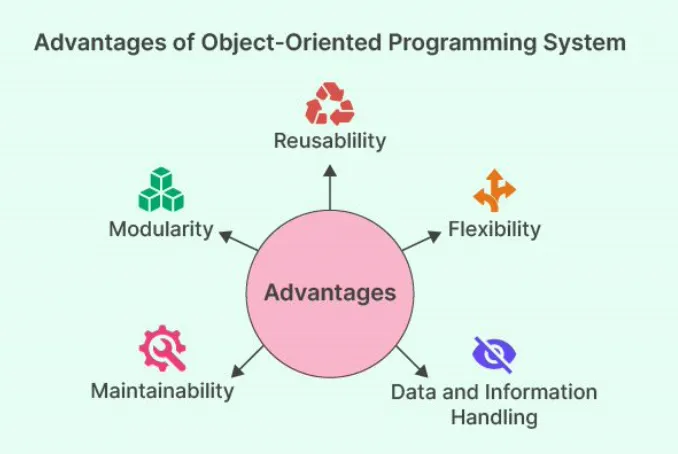 Advantages of Object-Oriented Programming System
Reusablility
Modularity
Flexibility
Advantages
Maintainability
Data and Information
Handling